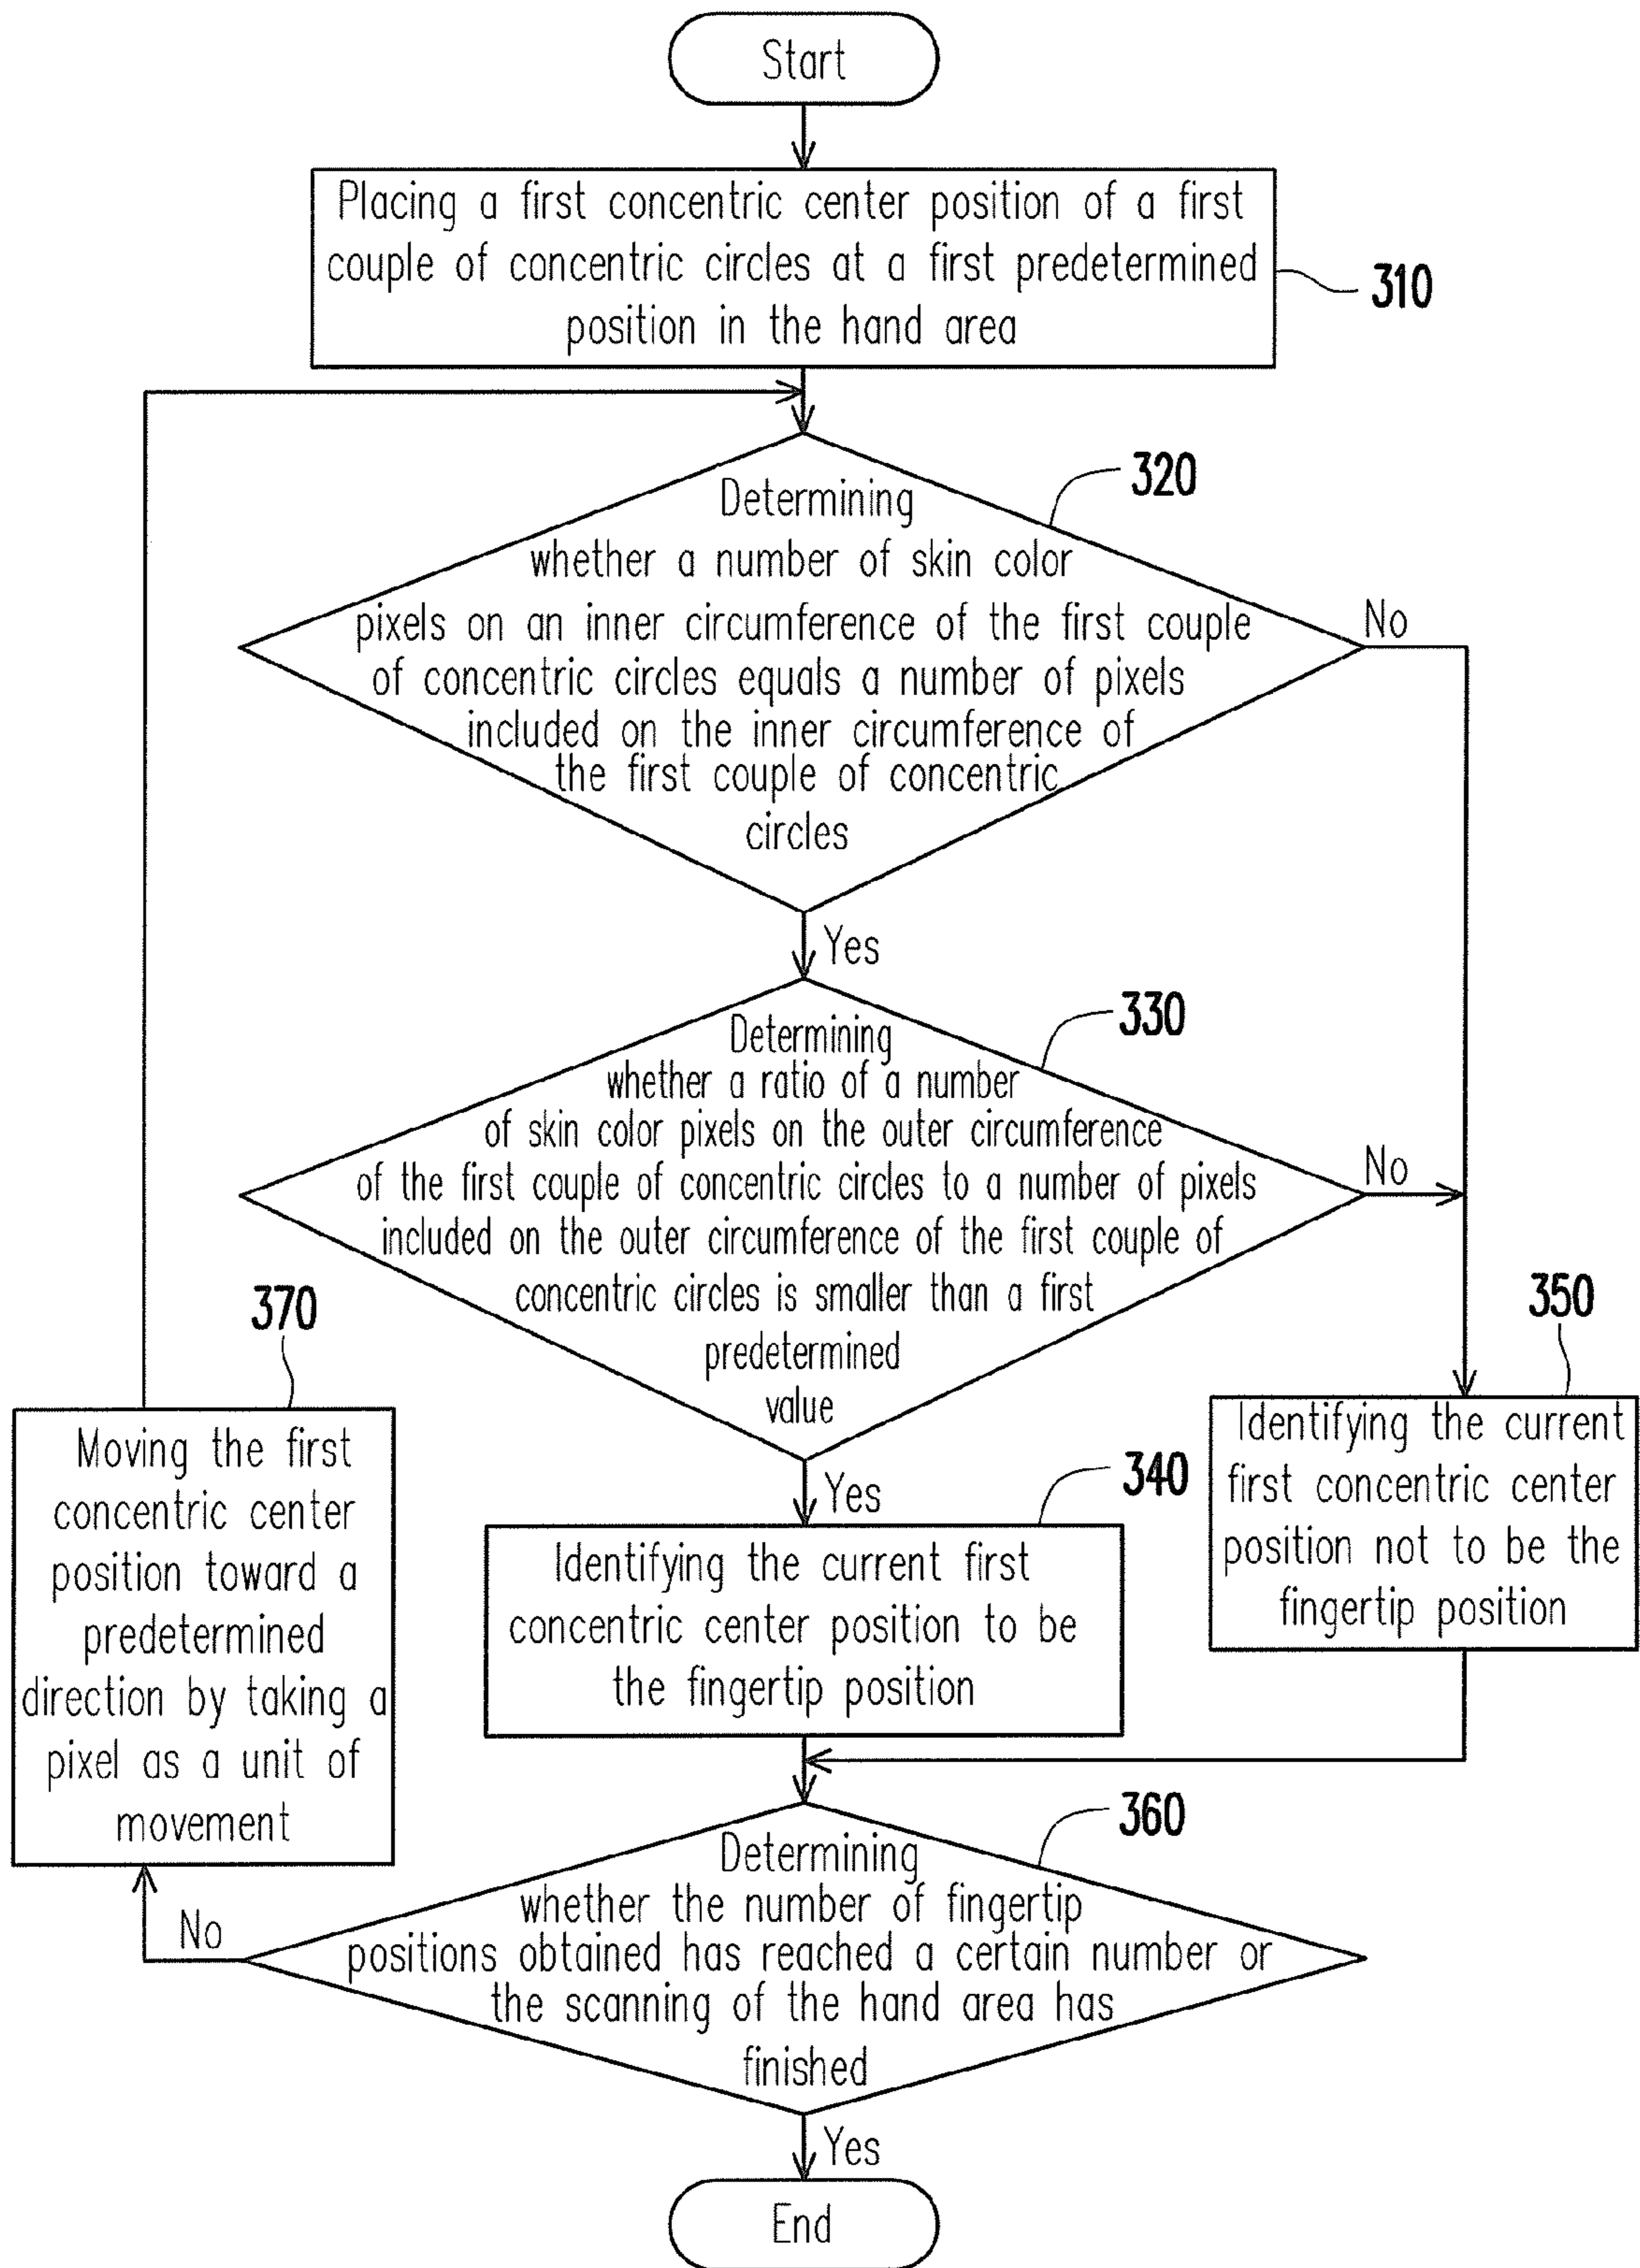 Start
Placing a first concentric center position of a first
couple of concentric circles at a first predetermined
position in the hand area
310
320
Determining
whether a number of skin color
pixels on an inner circumference of the first couple
of concentric circles equals a number of pixels
included on the inner circumference of
the first couple of concentric
circles
No
Yes
330
Determining
whether a ratio of a number
of skin color pixels on the outer circumference
of the first couple of concentric circles to a number of pixels
included on the outer circumference of the first couple of
concentric circles is smaller than a first
predetermined
value
No
Yes
340
Identifying the current first
concentric center position to be
the fingertip position
350
Identifying the current
first concentric center
position not to be the
fingertip position
360
Determining
whether the number of fingertip
positions obtained has reached a certain number or
the scanning of the hand area has
finished
No
370
Moving the first
concentric center
position toward a
predetermined
direction by taking a
pixel as a unit of
movement
Yes
End